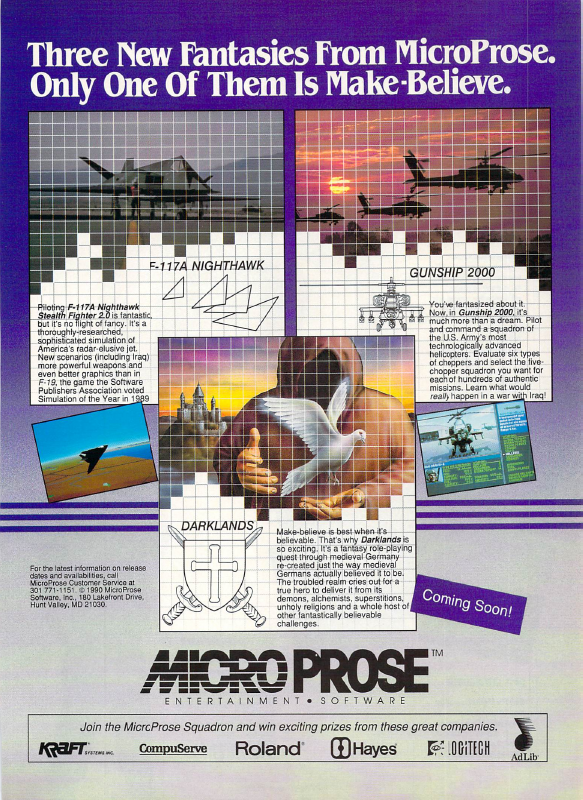 Three New Fantasies From MicroProse.
Only One Of Them Is Make-Believe.
F-117A NIGHTHAWK
Piloting F-117A Nighthawk
Stealth Fighter 2.0 is fantastic,
but it's no flight of fancy. It's a
thoroughly-researched,
sophisticated simulation of
America's radar-elusive jet.
New scenarios (including Iraq)
more powerful weapons and
even better graphics than in
F-19, the game the Software
Publishers Association voted
Simulation of the Year in 1989
GUNSHIP 2000
You've fantasized about it.
Now, in Gunship 2000, it's
much more than a dream. Pilot
and command a squadron of
the U.S. Army's most
technologically advanced
helicopters. Evaluate six types
of choppers and select the five-
chopper squadron you want for
each of hundreds of authentic
missions. Learn what would
really happen in a war with Iraq!
DARKLANDS
Make-believe is best when it's
believable. That's why Darklands is
so exciting. It's a fantasy role-playing
quest through medieval Germany
re-created just the way medieval
Germans actually believed it to be.
The troubled realm cries out for a
true hero to deliver it from its
demons, alchemists, superstitions,
unholy religions and a whole host of
other fantastically believable
challenges.
For the latest information on release
dates and availabilities, call
MicroProse Customer Service at
301 771-1151. © 1990 MicroProse
Software, Inc., 180 Lakefront Drive,
Hunt Valley, MD 21030.
Coming Soon!
MICROPROSE™
ENTERTAINMENT • SOFTWARE
Join the MicroProse Squadron and win exciting prizes from these great companies.
KRAFT SYSTEMS INC.
CompuServe
Roland®
Hayes®
LOGITECH
AdLib